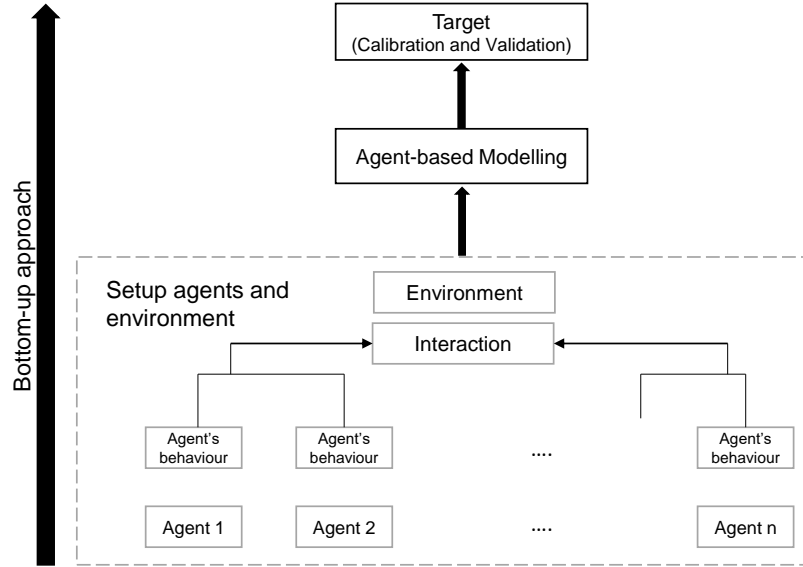 Target
(Calibration and Validation)
Agent-based Modelling
Bottom-up approach
Setup agents and
environment
Environment
Interaction
Agent's
behaviour
Agent's
behaviour
....
Agent's
behaviour
Agent 1
Agent 2
....
Agent n